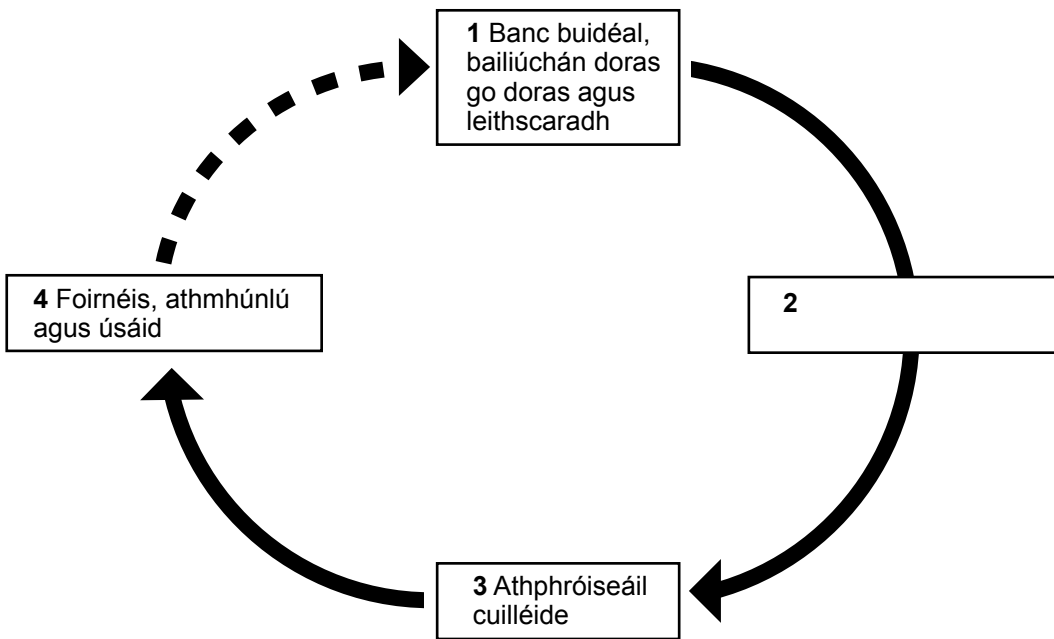 1 Banc buidéal,
bailiúchán doras
go doras agus
leithscaradh
2
3 Athphróiseáil
cuilléide
4 Foirnéis, athmhúnlú
agus úsáid